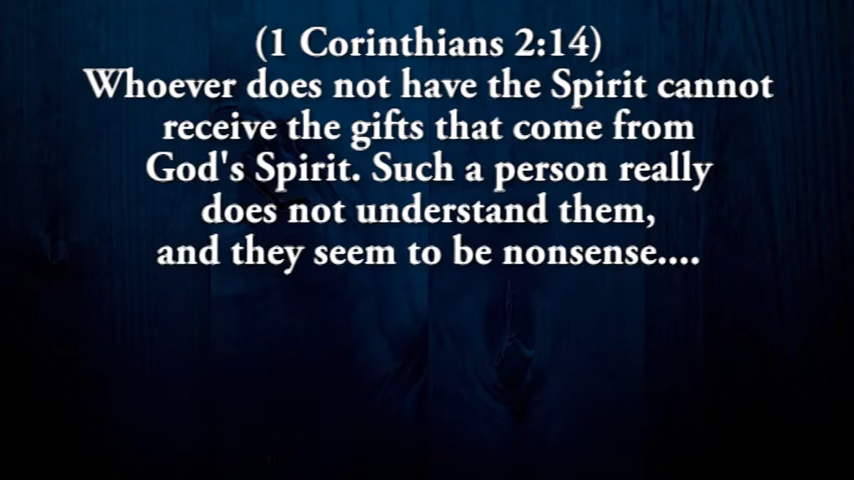 (1 Corinthians 2:14)
Whoever does not have the Spirit cannot
receive the gifts that come from
God's Spirit. Such a person really
does not understand them,
and they seem to be nonsense....